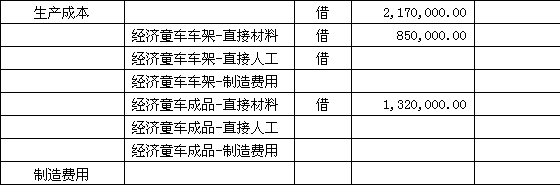 生产成本 借 2,170,000.00
经济童车车架-直接材料 借 850,000.00
经济童车车架-直接人工 借
经济童车车架-制造费用
经济童车成品-直接材料 借 1,320,000.00
经济童车成品-直接人工
经济童车成品-制造费用
制造费用